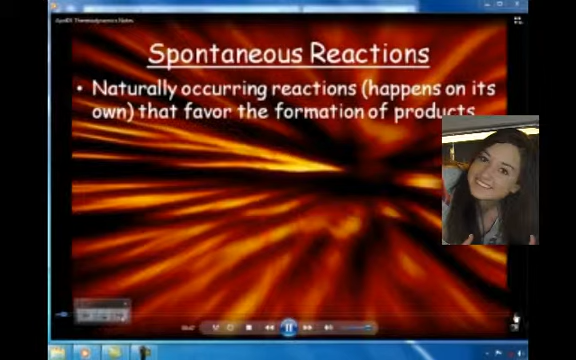 Spontaneous Reactions
• Naturally occurring reactions (happens on its
own) that favor the formation of products